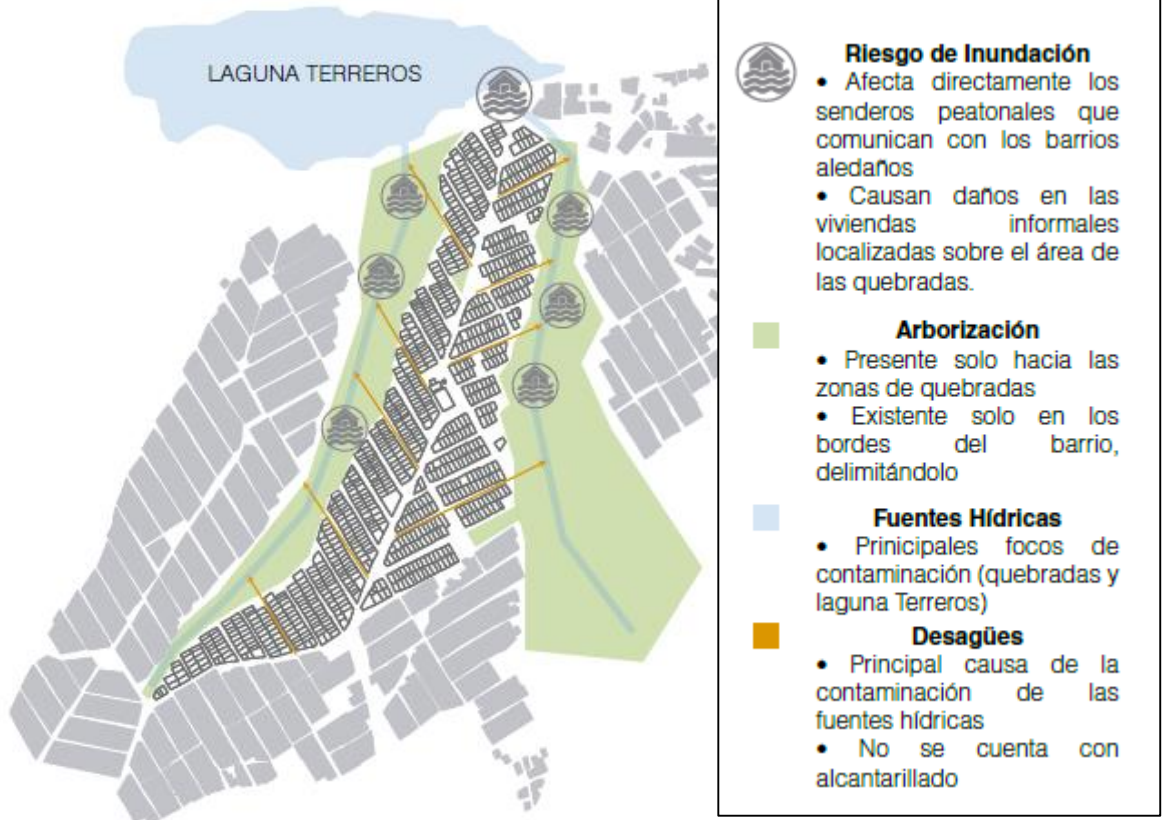 LAGUNA TERREROS
Riesgo de Inundación
• Afecta directamente los
senderos peatonales que
comunican con los barrios
aledaños
• Causan daños en las
viviendas informales
localizadas sobre el área de
las quebradas.
Arborización
• Presente solo hacia las
zonas de quebradas
• Existente solo en los
bordes del barrio,
delimitándolo
Fuentes Hídricas
• Prinicipales focos de
contaminación (quebradas y
laguna Terreros)
Desagües
• Principal causa de la
contaminación de las
fuentes hídricas
• No se cuenta con
alcantarillado